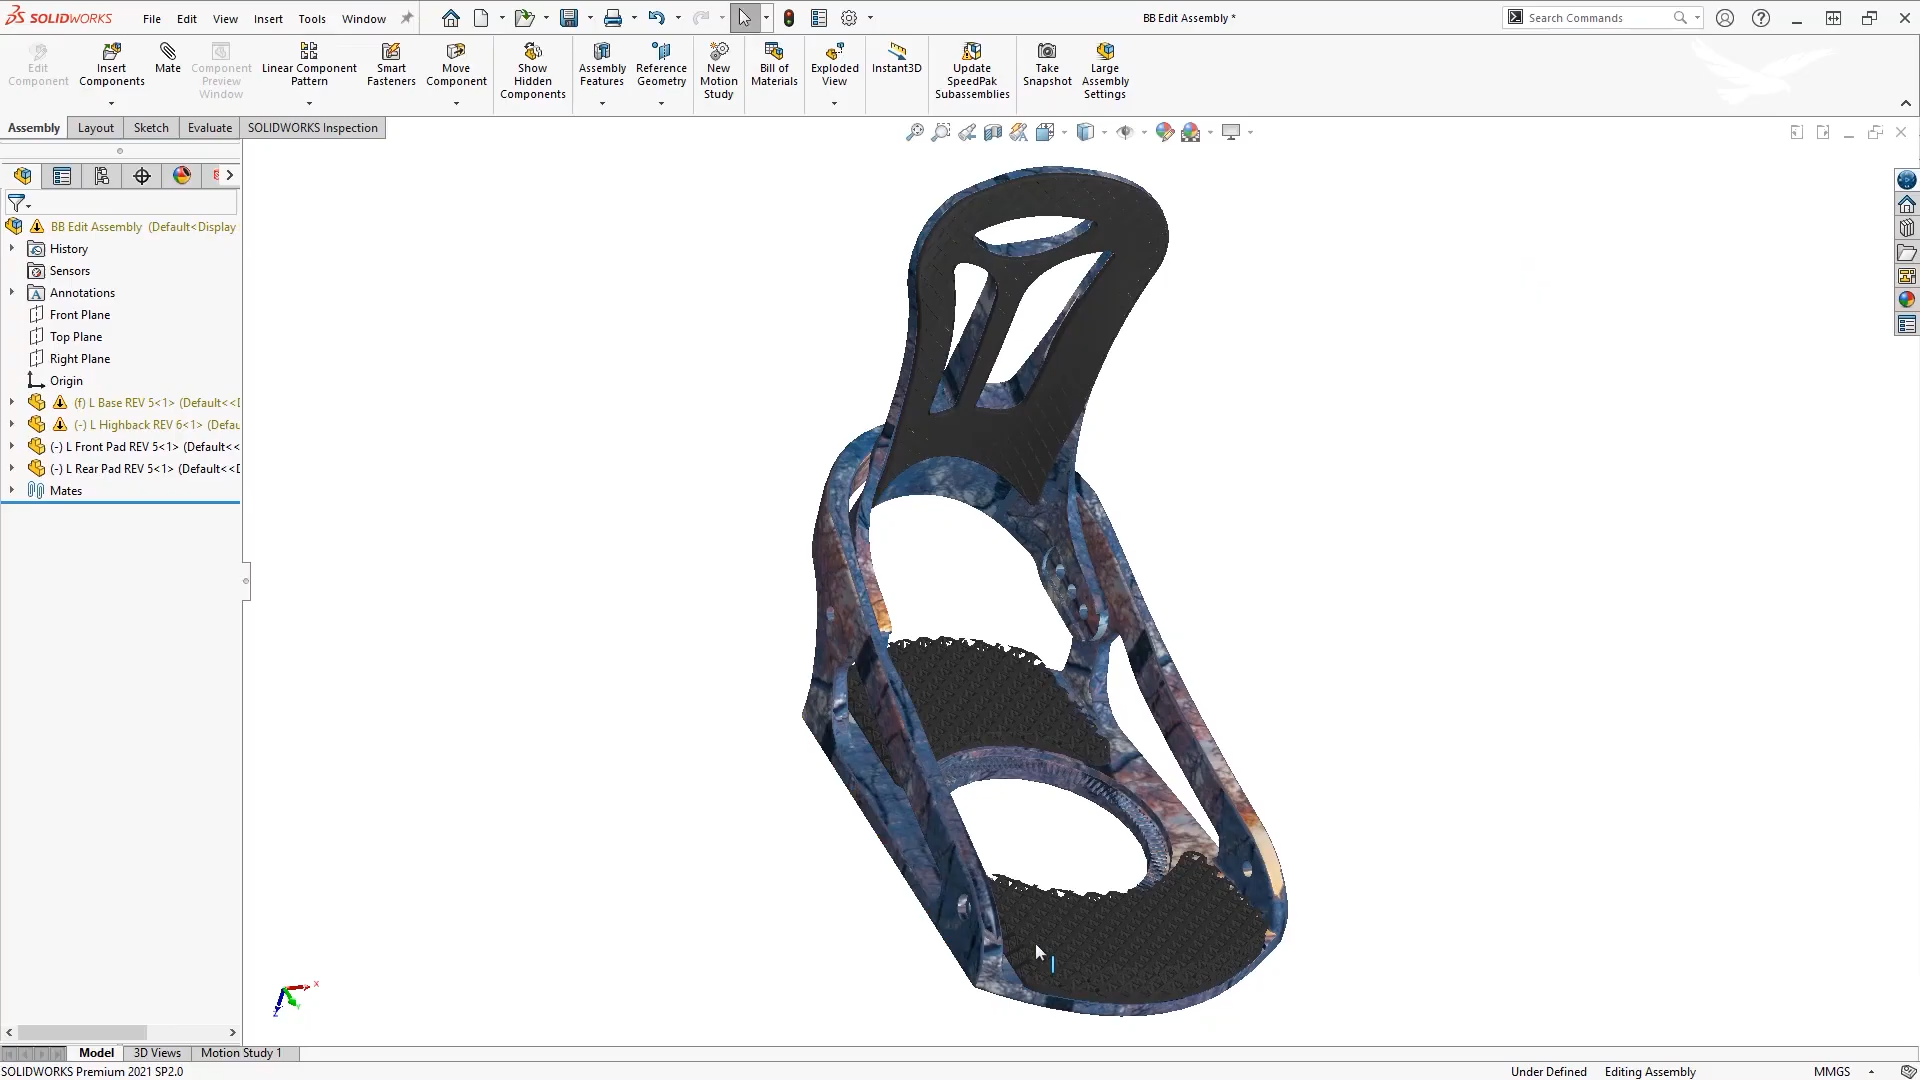 SOLIDWORKS File Edit View Insert Tools Window BB Edit Assembly * Search Commands
Edit Component
Insert Components
Mate
Component Preview Window
Linear Component Pattern
Smart Fasteners
Move Component
Show Hidden Components
Assembly Features
Reference Geometry
New Motion Study
Bill of Materials
Exploded View
Instant3D
Update SpeedPak Subassemblies
Take Snapshot
Large Assembly Settings
Assembly Layout Sketch Evaluate SOLIDWORKS Inspection
BB Edit Assembly (Default<Display
History
Sensors
Annotations
Front Plane
Top Plane
Right Plane
Origin
(f) L Base REV 5<1> (Default<<D
(-) L Highback REV 6<1> (Defau
(-) L Front Pad REV 5<1> (Default<<
(-) L Rear Pad REV 5<1> (Default<<D
Mates
X
Y
Z
Model 3D Views Motion Study 1
SOLIDWORKS Premium 2021 SP2.0 Under Defined Editing Assembly MMGS